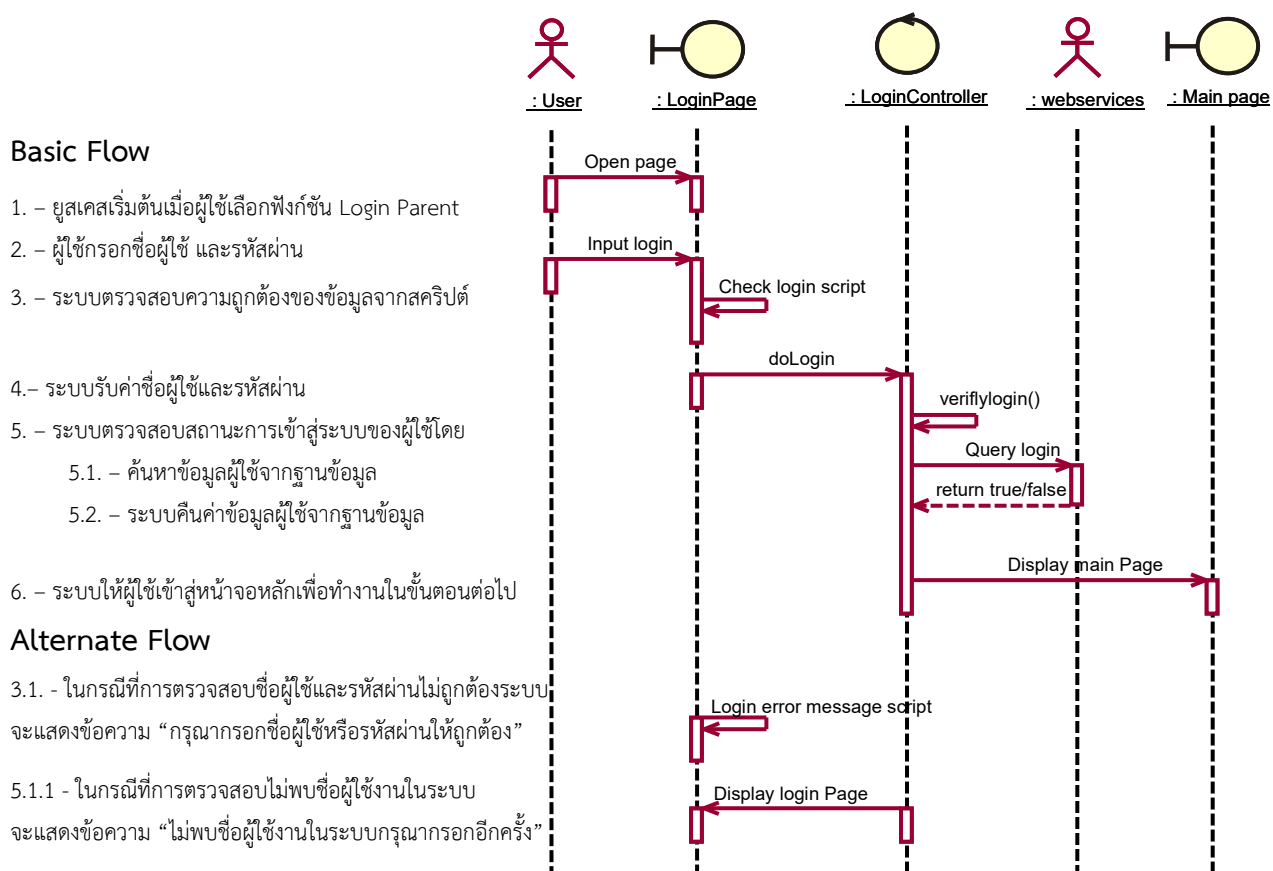 : User
: LoginPage
: LoginController
: webservices
: Main page
Basic Flow
Open page
1. – ยูสเคสเริ่มต้นเมื่อผู้ใช้เลือกฟังก์ชัน Login Parent
Input login
2. – ผู้ใช้กรอกชื่อผู้ใช้ และรหัสผ่าน
Check login script
3. – ระบบตรวจสอบความถูกต้องของข้อมูลจากสคริปต์
doLogin
4.– ระบบรับค่าชื่อผู้ใช้และรหัสผ่าน
veriflylogin()
5. – ระบบตรวจสอบสถานะการเข้าสู่ระบบของผู้ใช้โดย
Query login
5.1. – ค้นหาข้อมูลผู้ใช้จากฐานข้อมูล
return true/false
5.2. – ระบบคืนค่าข้อมูลผู้ใช้จากฐานข้อมูล
Display main Page
6. – ระบบให้ผู้ใช้เข้าสู่หน้าจอหลักเพื่อทำงานในขั้นตอนต่อไป
Alternate Flow
3.1. - ในกรณีที่การตรวจสอบชื่อผู้ใช้และรหัสผ่านไม่ถูกต้องระบบ
Login error message script
จะแสดงข้อความ “กรุณากรอกชื่อผู้ใช้หรือรหัสผ่านให้ถูกต้อง”
5.1.1 - ในกรณีที่การตรวจสอบไม่พบชื่อผู้ใช้งานในระบบ
Display login Page
จะแสดงข้อความ “ไม่พบชื่อผู้ใช้งานในระบบกรุณากรอกอีกครั้ง”